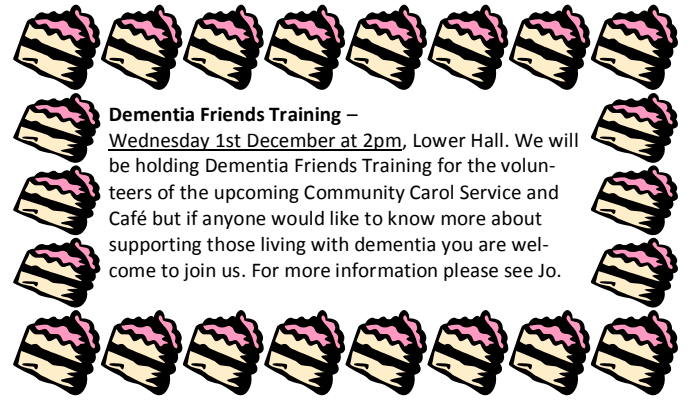 Dementia Friends Training –
Wednesday 1st December at 2pm, Lower Hall. We will
be holding Dementia Friends Training for the volun-
teers of the upcoming Community Carol Service and
Café but if anyone would like to know more about
supporting those living with dementia you are wel-
come to join us. For more information please see Jo.